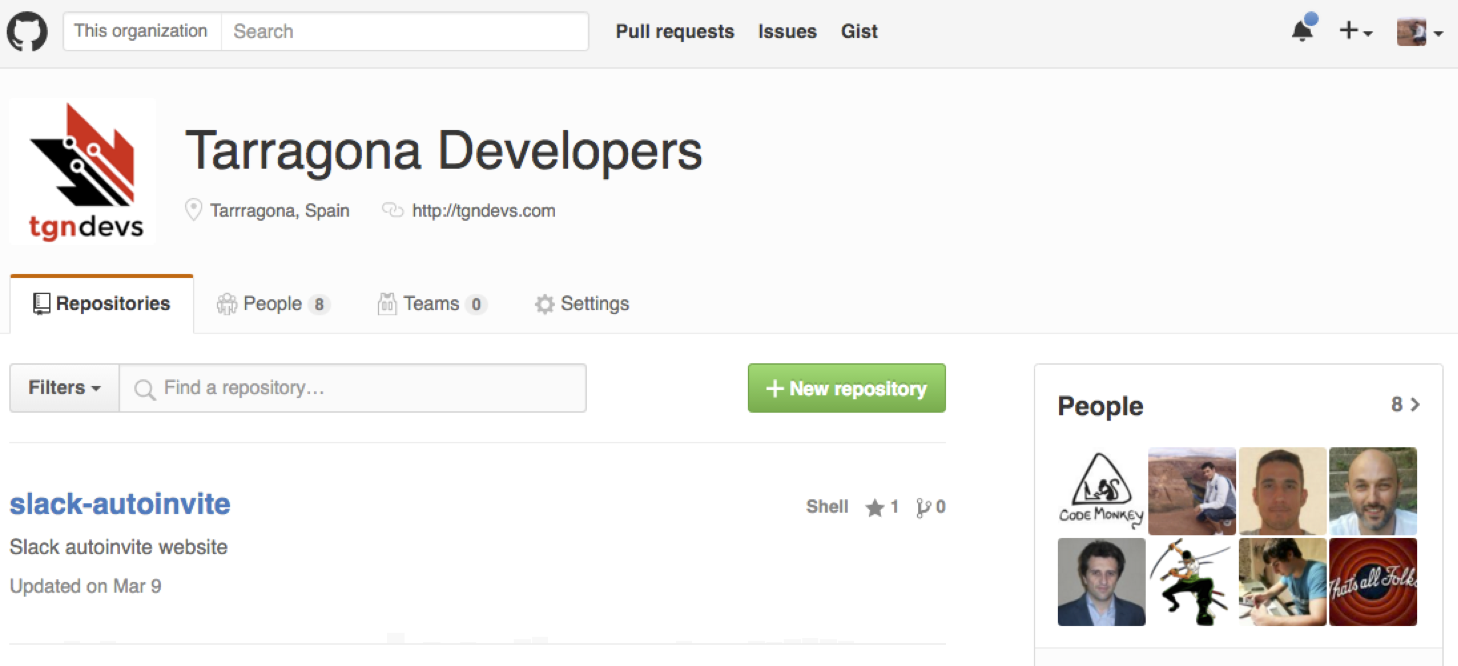 This organization Search Pull requests Issues Gist
tgndevs
Tarragona Developers
Tarrragona, Spain http://tgndevs.com
Repositories People 8 Teams 0 Settings
Filters Find a repository… + New repository
People 8
CODE MONKEY
slack-autoinvite Shell 1 0
Slack autoinvite website
Updated on Mar 9
That's all Folks